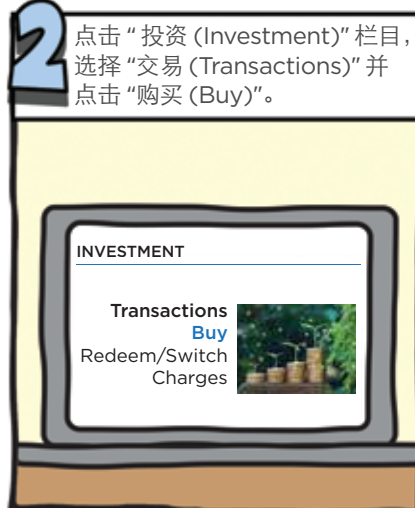 2
点击 “投资 (Investment)” 栏目，
选择 “交易 (Transactions)” 并
点击 “购买 (Buy)”。
INVESTMENT
Transactions
Buy
Redeem/Switch
Charges